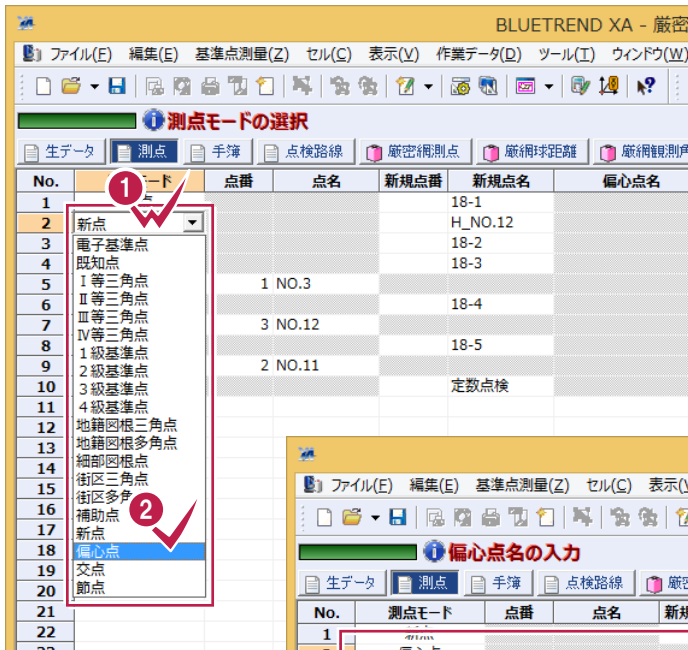 BLUETREND XA - 厳密
ファイル(F) 編集(E) 基準点測量(Z) セル(C) 表示(V) 作業データ(D) ツール(T) ウィンドウ(W)
測点モードの選択
生データ 測点 手簿 点検路線 厳密網測点 厳網球距離 厳網観測角
No. ード 点番 点名 新規点番 新規点名 偏心点名
1 18-1
2 新点 H_NO.12
3 18-2
4 18-3
5 1 NO.3
6 18-4
7 3 NO.12
8 18-5
9 2 NO.11
10 定数点検
11
12
13
14
15
16
17
18
19
20
21
22
1
電子基準点
既知点
Ⅰ等三角点
Ⅱ等三角点
Ⅲ等三角点
Ⅳ等三角点
1級基準点
2級基準点
3級基準点
4級基準点
地籍図根三角点
地籍図根多角点
細部図根点
街区三角点
街区多角
補助点
新点
偏心点
交点
節点
2
ファイル(F) 編集(E) 基準点測量(Z) セル(C) 表示(V
偏心点名の入力
生データ 測点 手簿 点検路線 厳密
No. 測点モード 点番 点名 新規
1